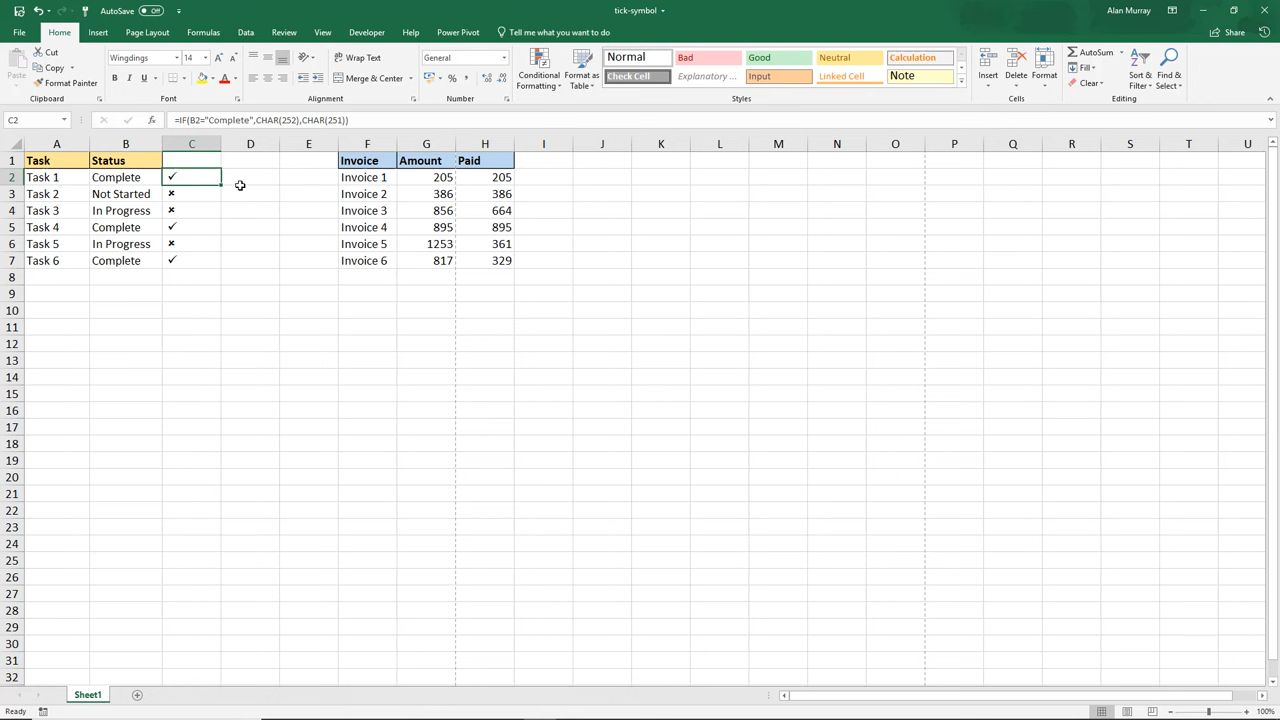 AutoSave Off
tick-symbol
Alan Murray
File Home Insert Page Layout Formulas Data Review View Developer Help Power Pivot Tell me what you want to do Share
Cut
Copy
Format Painter
Paste
Clipboard
Wingdings 14
B I U
Font
Wrap Text
Merge & Center
Alignment
General
Number
Conditional Formatting
Format as Table
Normal Bad Good Neutral Calculation
Check Cell Explanatory ... Input Linked Cell Note
Styles
Insert Delete Format
Cells
AutoSum
Fill
Clear
Sort & Filter
Find & Select
Editing
C2 fx =IF(B2="Complete",CHAR(252),CHAR(251))
A B C D E F G H I J K L M N O P Q R S T U
1 Task Status Invoice Amount Paid
2 Task 1 Complete ✓ Invoice 1 205 205
3 Task 2 Not Started ✗ Invoice 2 386 386
4 Task 3 In Progress ✗ Invoice 3 856 664
5 Task 4 Complete ✓ Invoice 4 895 895
6 Task 5 In Progress ✗ Invoice 5 1253 361
7 Task 6 Complete ✓ Invoice 6 817 329
8
9
10
11
12
13
14
15
16
17
18
19
20
21
22
23
24
25
26
27
28
29
30
31
32
Sheet1
Ready
100%